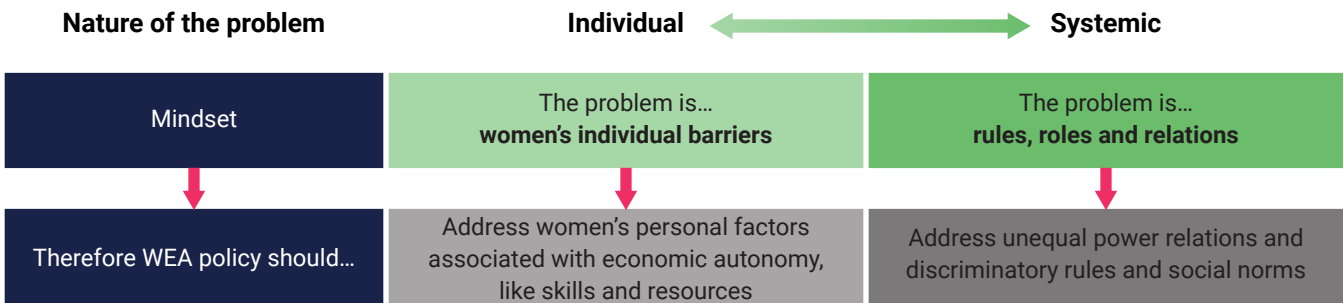 Nature of the problem
Individual
Systemic
Mindset
The problem is…
women’s individual barriers
The problem is…
rules, roles and relations
Therefore WEA policy should…
Address women’s personal factors
associated with economic autonomy,
like skills and resources
Address unequal power relations and
discriminatory rules and social norms